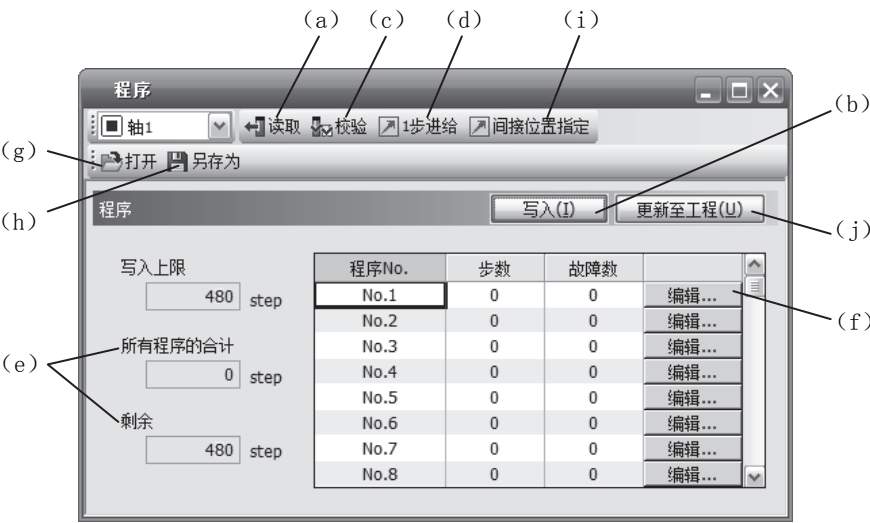 (a) (c) (d) (i)
程序
(b)
轴1 读取 校验 1步进给 间接位置指定
(g)
打开 另存为
(h)
程序 写入(I) 更新至工程(U)
(j)
写入上限 程序No. 步数 故障数
480 step No.1 0 0 编辑...
(f)
No.2 0 0 编辑...
所有程序的合计 No.3 0 0 编辑...
(e)
0 step No.4 0 0 编辑...
No.5 0 0 编辑...
剩余 No.6 0 0 编辑...
480 step No.7 0 0 编辑...
No.8 0 0 编辑...